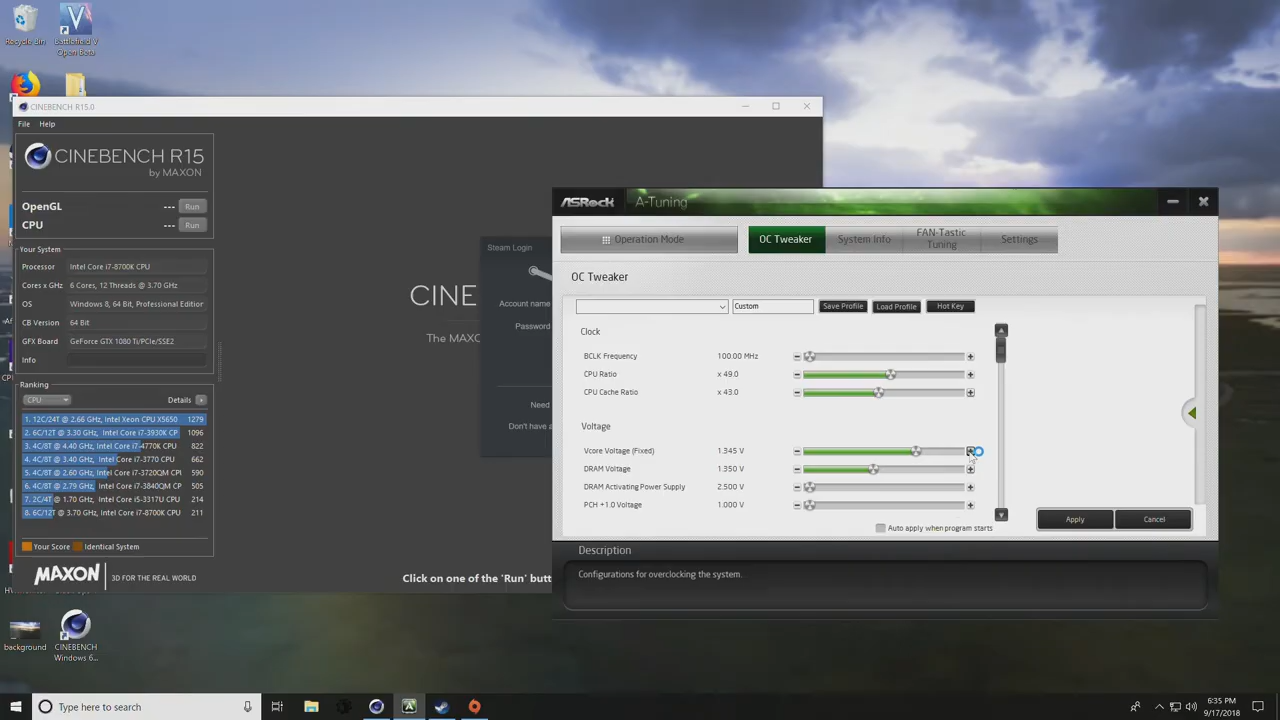 Recycle Bin
Battlefield V
Open Beta
CINEBENCH R15.0
File Help
CINEBENCH R15
by MAXON
OpenGL --- Run
CPU --- Run
Your System
Processor Intel Core i7-8700K CPU
Cores x GHz 6 Cores, 12 Threads @ 3.70 GHz
OS Windows 8, 64 Bit, Professional Edition
CB Version 64 Bit
GFX Board GeForce GTX 1080 Ti/PCIe/SSE2
Info
Ranking
CPU Details
1. 12C/24T @ 2.66 GHz, Intel Xeon CPU X5650 1279
2. 6C/12T @ 3.30 GHz, Intel Core i7-3930K CP 1096
3. 4C/8T @ 4.40 GHz, Intel Core i7-4770K CPU 822
4. 4C/8T @ 3.40 GHz, Intel Core i7-3770 CPU 662
5. 4C/8T @ 2.60 GHz, Intel Core i7-3720QM CPI 590
6. 4C/8T @ 2.79 GHz, Intel Core i7-3840QM CPI 505
7. 2C/4T @ 1.70 GHz, Intel Core i5-3317U CPU 214
8. 6C/12T @ 3.70 GHz, Intel Core i7-8700K CPU 211
Your Score Identical System
MAXON 3D FOR THE REAL WORLD
CINE
The MAXO
Click on one of the 'Run' butt
Steam Login
Account name
Password
Need
Don't have a
ASRock A-Tuning
Operation Mode
OC Tweaker
System Info
FAN-Tastic
Tuning
Settings
OC Tweaker
Custom Save Profile Load Profile Hot Key
Clock
BCLK Frequency 100.00 MHz
CPU Ratio x 49.0
CPU Cache Ratio x 43.0
Voltage
Vcore Voltage (Fixed) 1.345 V
DRAM Voltage 1.350 V
DRAM Activating Power Supply 2.500 V
PCH +1.0 Voltage 1.000 V
Auto apply when program starts
Apply Cancel
Description
Configurations for overclocking the system.
background
CINEBENCH
Windows 6...
Type here to search
6:35 PM
9/17/2018